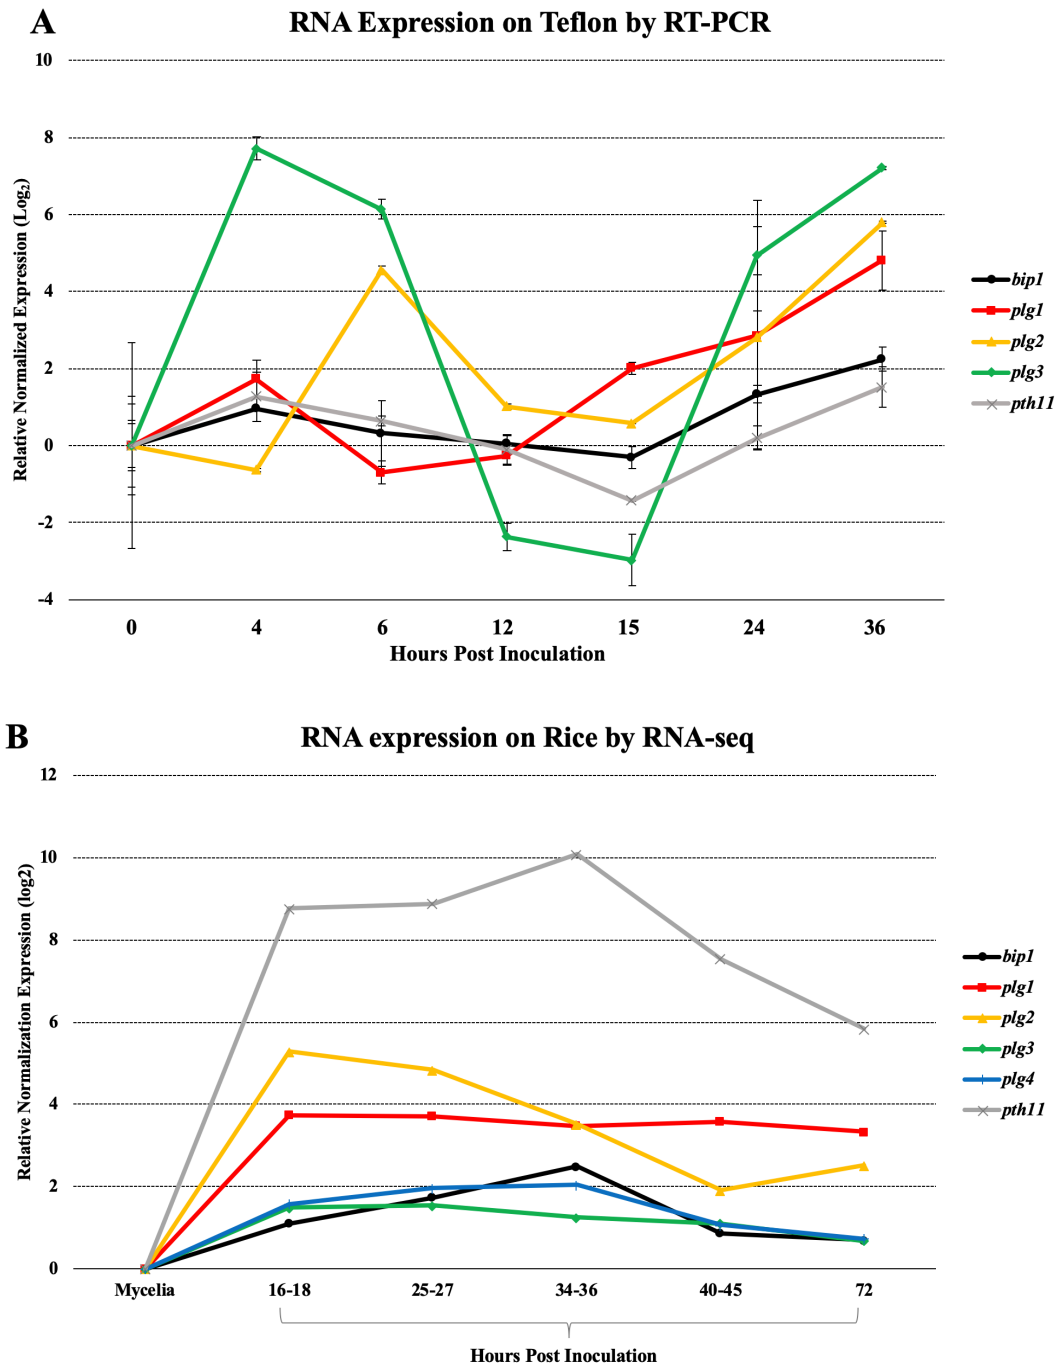 A
RNA Expression on Teflon by RT-PCR
Relative Normalized Expression (Log2)
10
8
6
4
2
0
-2
-4
0 4 6 12 15 24 36
Hours Post Inoculation
bip1
plg1
plg2
plg3
pth11
B
RNA expression on Rice by RNA-seq
Relative Normalization Expression (log2)
12
10
8
6
4
2
0
Mycelia 16-18 25-27 34-36 40-45 72
Hours Post Inoculation
bip1
plg1
plg2
plg3
plg4
pth11